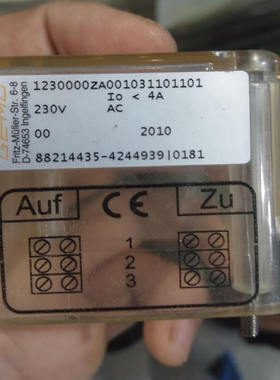 GEMÜ
Fritz-Müller-Str. 6-8
D-74653 Ingelfingen
1230000ZA001031101101
Io < 4A
230V AC
00 2010
88214435-4244939|0181
Auf CE Zu
1
2
3